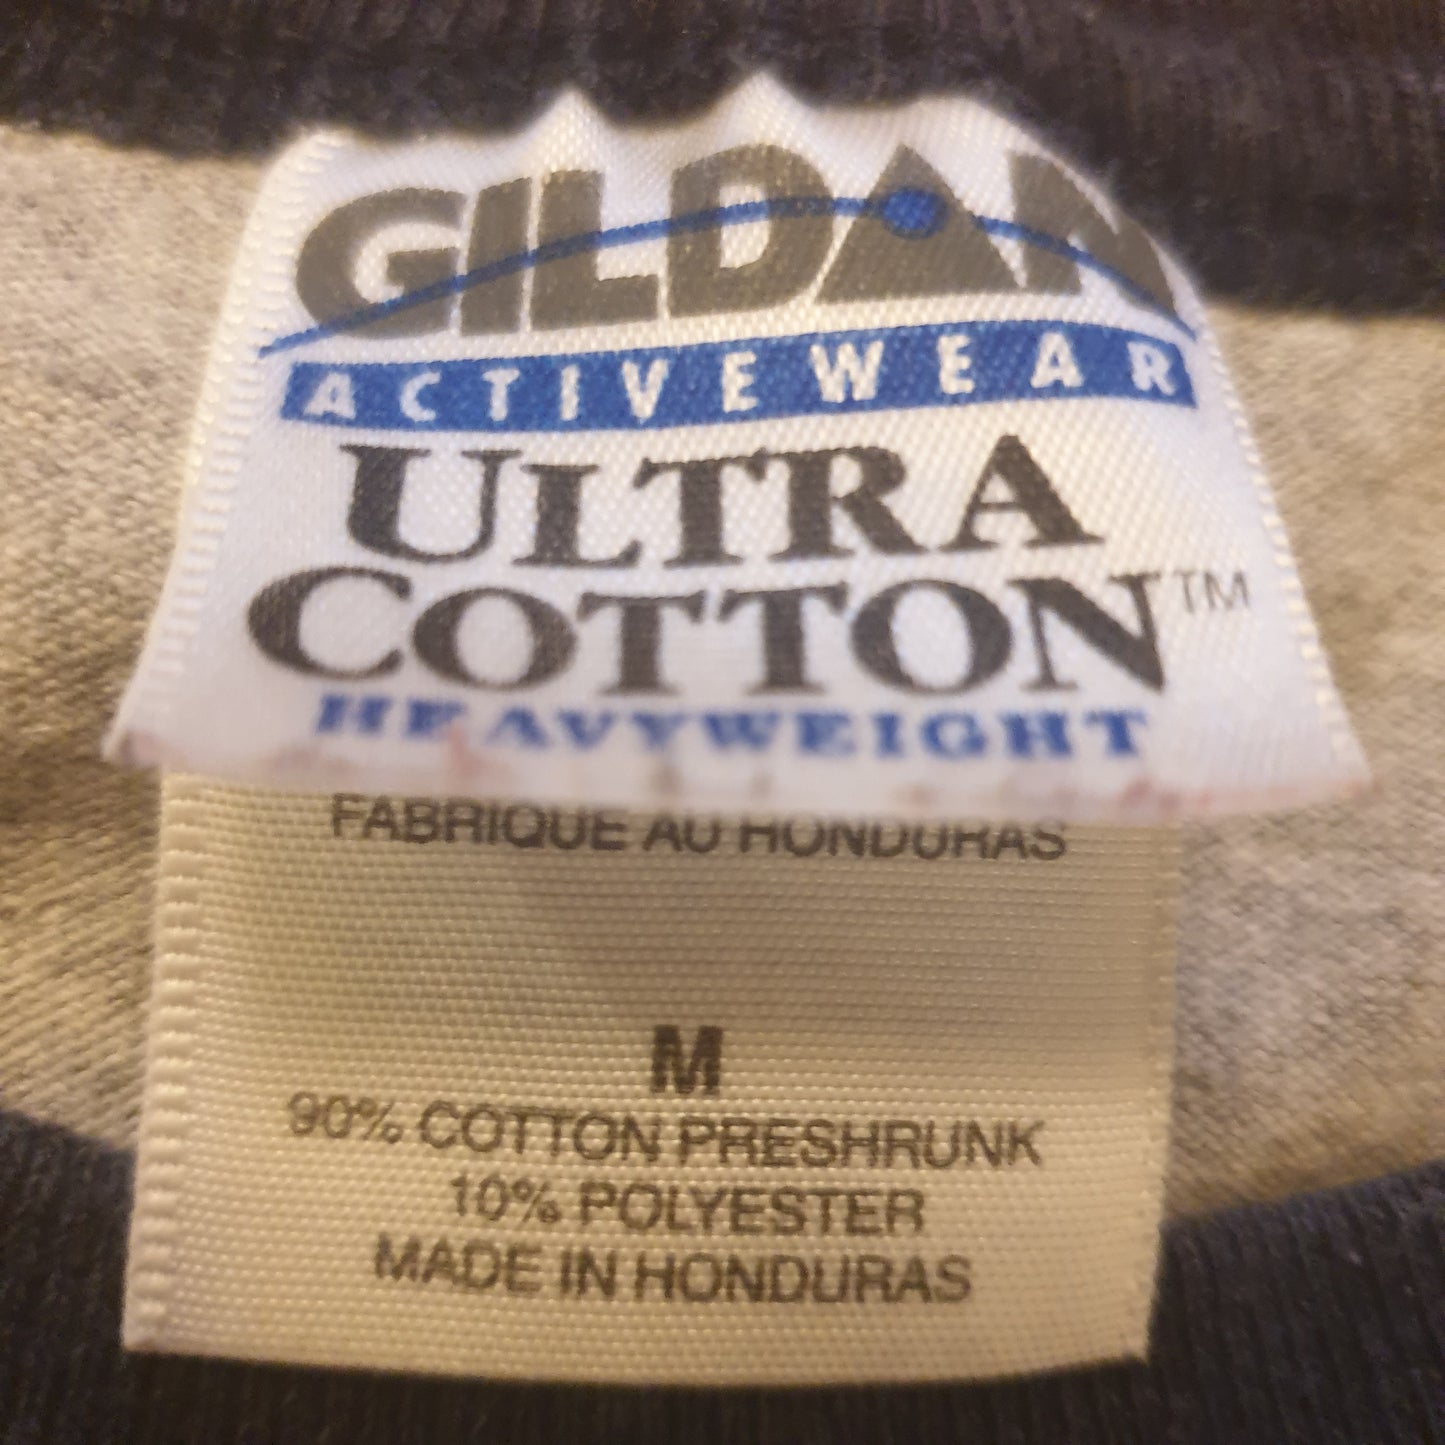 GILDAN
ACTIVEWEAR
ULTRA
COTTON™
HEAVYWEIGHT
FABRIQUE AU HONDURAS
M
90% COTTON PRESHRUNK
10% POLYESTER
MADE IN HONDURAS